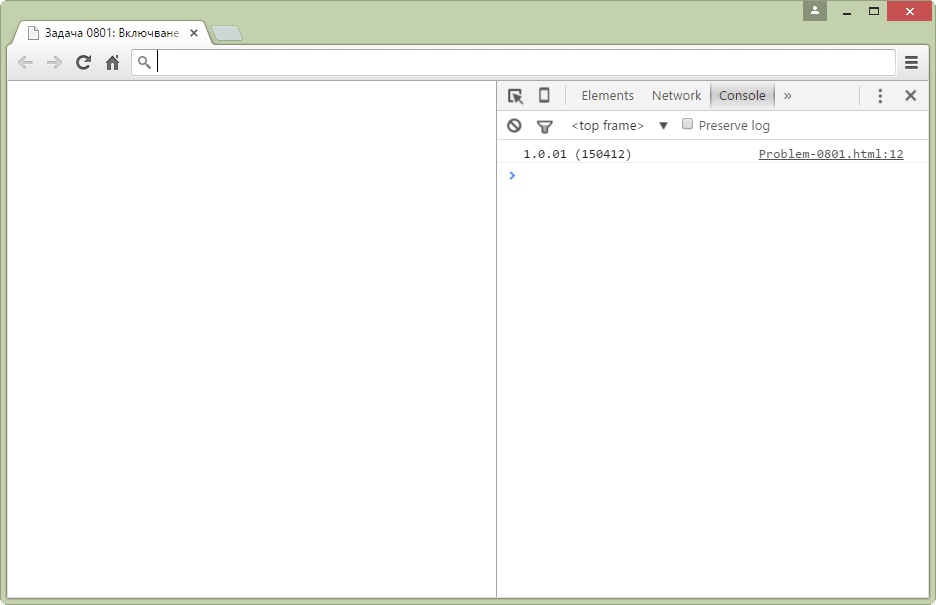 Задача 0801: Включване
Elements Network Console »
<top frame> ▼ Preserve log
1.0.01 (150412) Problem-0801.html:12